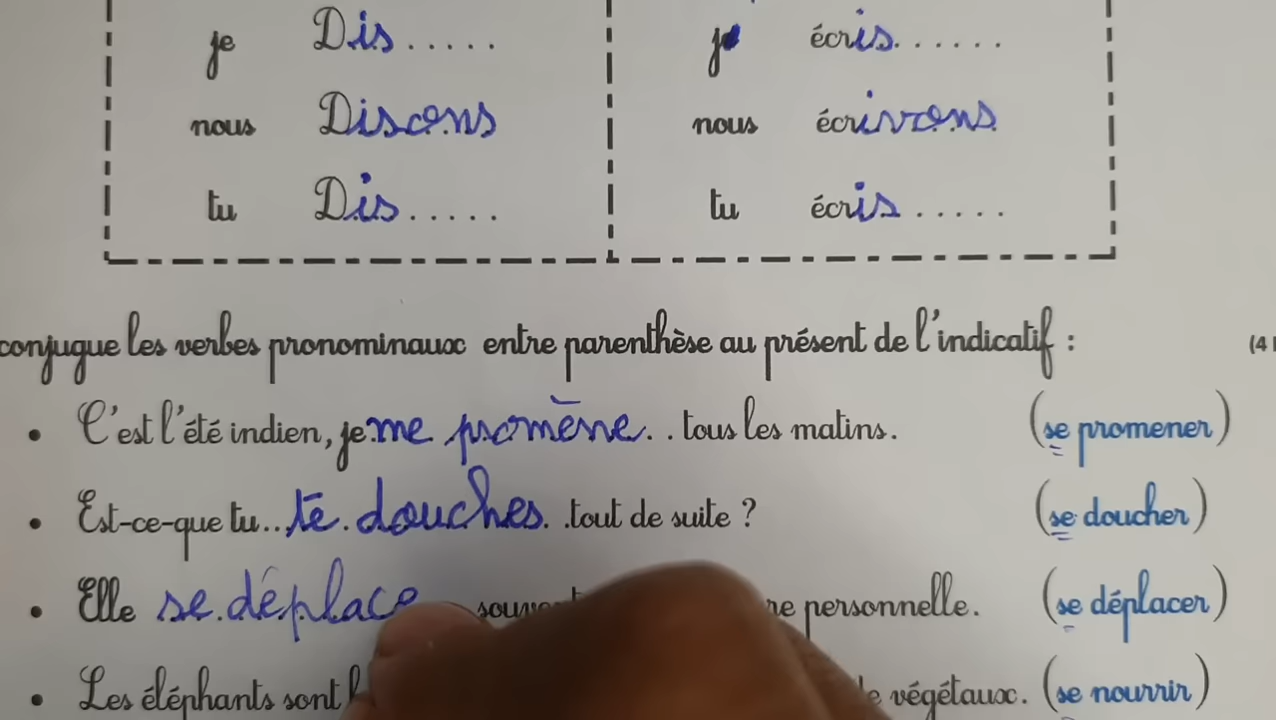 je Dis..... je écris......
nous Discons nous écrivons
tu Dis..... tu écris.....
conjugue les verbes pronominaux entre parenthèse au présent de l'indicatif : (4
C'est l'été indien, je me promène.. tous les matins. (se promener)
Est-ce-que tu...te.douches. .tout de suite ? (se doucher)
Elle se.déplace personnelle. (se déplacer)
Les éléphants sont végétaux. (se nourrir)